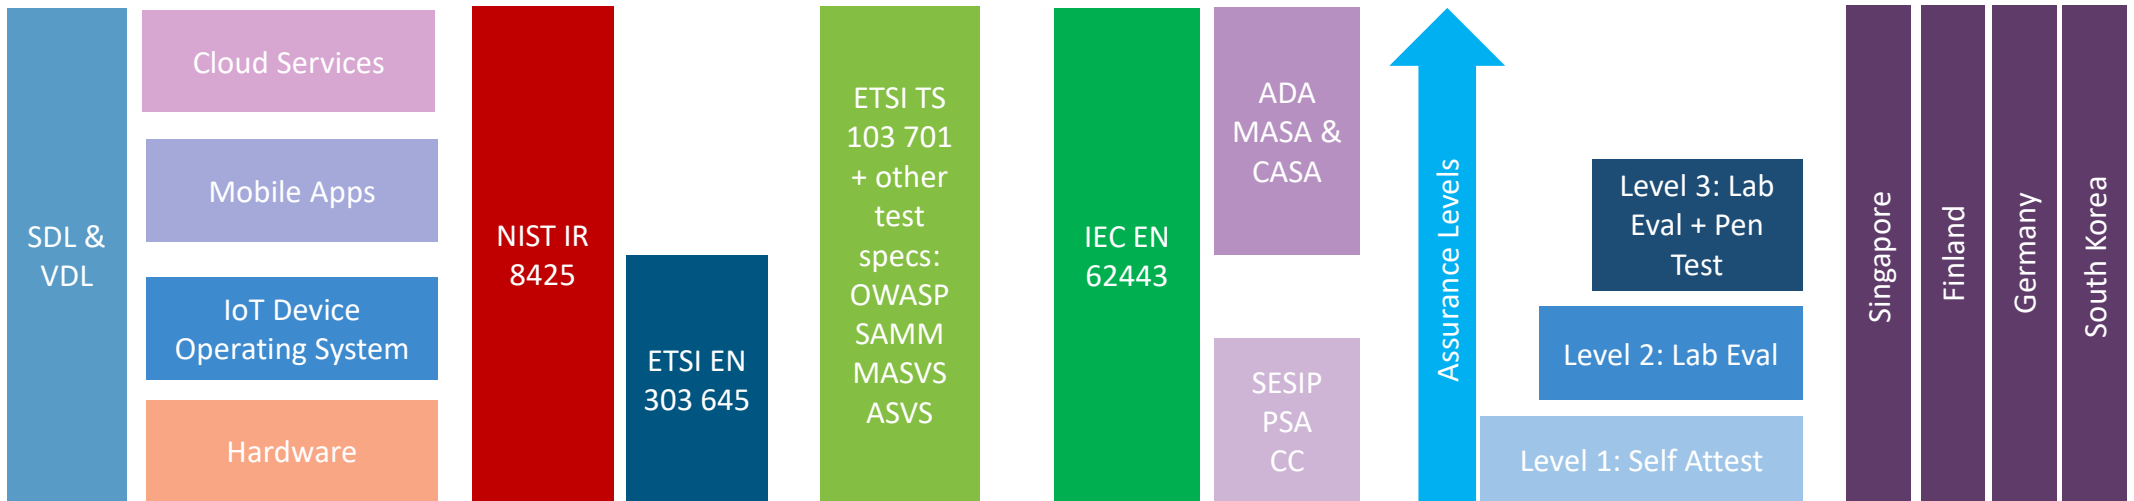 SDL &
VDL
Cloud Services
Mobile Apps
IoT Device
Operating System
Hardware
NIST IR
8425
ETSI EN
303 645
ETSI TS
103 701
+ other
test
specs:
OWASP
SAMM
MASVS
ASVS
IEC EN
62443
ADA
MASA &
CASA
SESIP
PSA
CC
Assurance Levels
Level 3: Lab
Eval + Pen
Test
Level 2: Lab Eval
Level 1: Self Attest
Singapore
Finland
Germany
South Korea